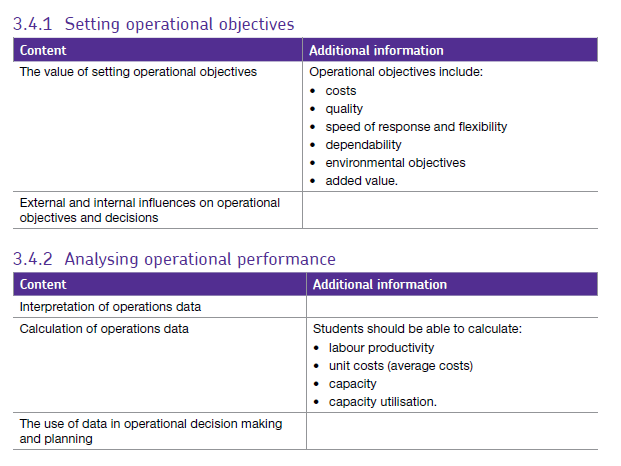 3.4.1 Setting operational objectives
Content Additional information
The value of setting operational objectives Operational objectives include:
• costs
• quality
• speed of response and flexibility
• dependability
• environmental objectives
• added value.
External and internal influences on operational
objectives and decisions
3.4.2 Analysing operational performance
Content Additional information
Interpretation of operations data
Calculation of operations data Students should be able to calculate:
• labour productivity
• unit costs (average costs)
• capacity
• capacity utilisation.
The use of data in operational decision making
and planning